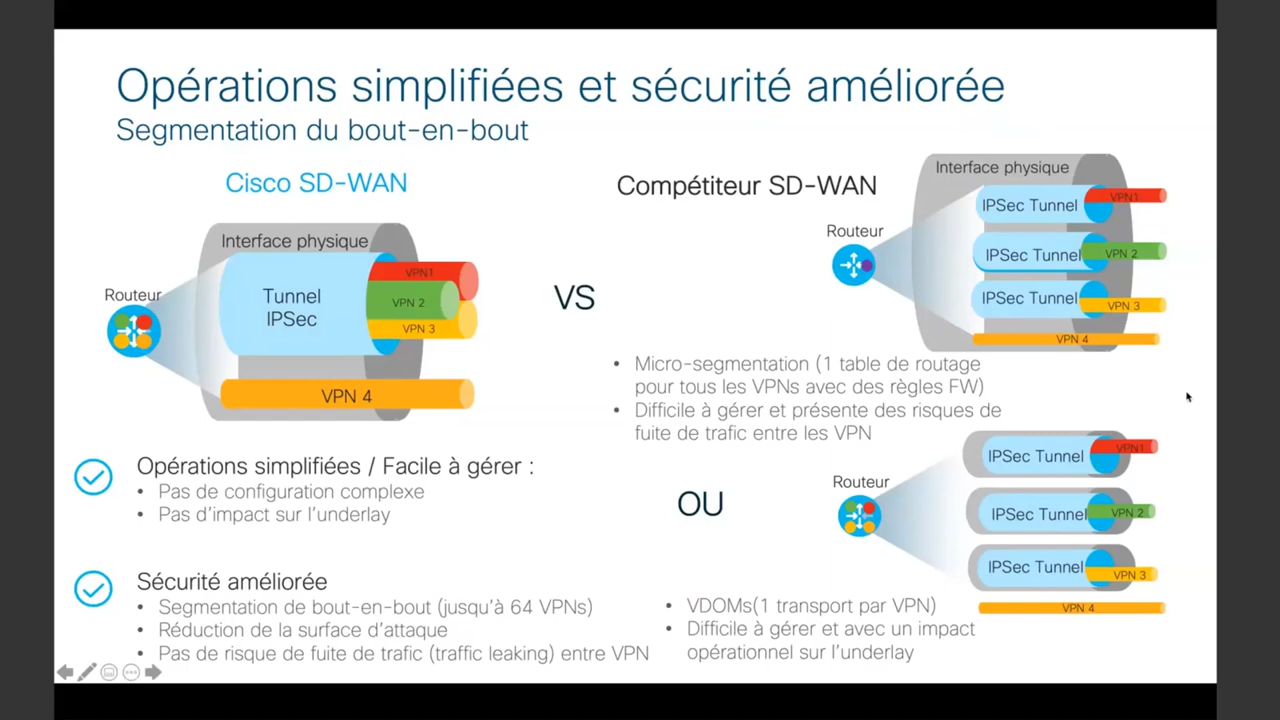 Opérations simplifiées et sécurité améliorée
Segmentation du bout-en-bout
Cisco SD-WAN
Interface physique
Routeur
Tunnel
IPSec
VPN1
VPN 2
VPN 3
VPN 4
Opérations simplifiées / Facile à gérer :
• Pas de configuration complexe
• Pas d'impact sur l'underlay
Sécurité améliorée
• Segmentation de bout-en-bout (jusqu'à 64 VPNs)
• Réduction de la surface d'attaque
• Pas de risque de fuite de trafic (traffic leaking) entre VPN
VS
Compétiteur SD-WAN
Interface physique
Routeur
IPSec Tunnel
VPN1
IPSec Tunnel
VPN 2
IPSec Tunnel
VPN 3
VPN 4
• Micro-segmentation (1 table de routage
pour tous les VPNs avec des règles FW)
• Difficile à gérer et présente des risques de
fuite de trafic entre les VPN
OU
Routeur
IPSec Tunnel
VPN1
IPSec Tunnel
VPN 2
IPSec Tunnel
VPN 3
VPN 4
• VDOMs(1 transport par VPN)
• Difficile à gérer et avec un impact
opérationnel sur l'underlay